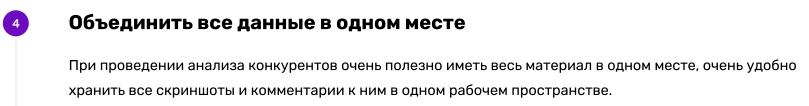 4
Объединить все данные в одном месте
При проведении анализа конкурентов очень полезно иметь весь материал в одном месте, очень удобно
хранить все скриншоты и комментарии к ним в одном рабочем пространстве.